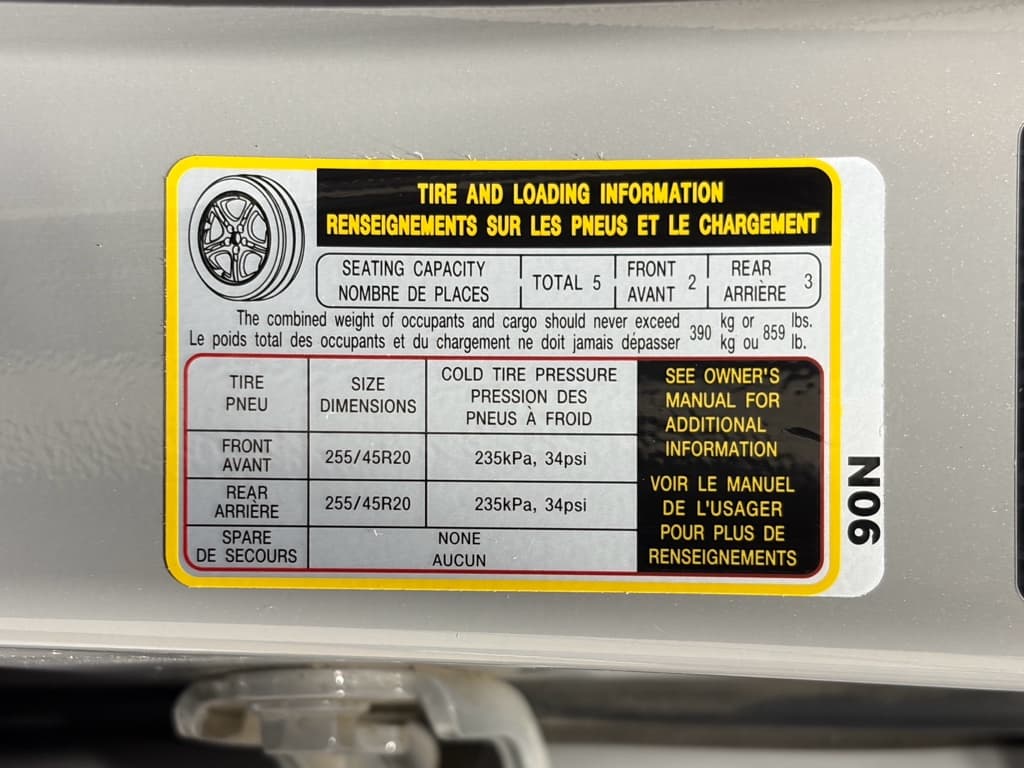 TIRE AND LOADING INFORMATION
RENSEIGNEMENTS SUR LES PNEUS ET LE CHARGEMENT
SEATING CAPACITY
NOMBRE DE PLACES
TOTAL 5
FRONT
AVANT
2
REAR
ARRIÈRE
3
The combined weight of occupants and cargo should never exceed
Le poids total des occupants et du chargement ne doit jamais dépasser
390
kg or
kg ou
859
lbs.
lb.
TIRE
PNEU
SIZE
DIMENSIONS
COLD TIRE PRESSURE
PRESSION DES
PNEUS À FROID
FRONT
AVANT
255/45R20
235kPa, 34psi
REAR
ARRIÈRE
255/45R20
235kPa, 34psi
SPARE
DE SECOURS
NONE
AUCUN
SEE OWNER'S
MANUAL FOR
ADDITIONAL
INFORMATION
VOIR LE MANUEL
DE L'USAGER
POUR PLUS DE
RENSEIGNEMENTS
N06